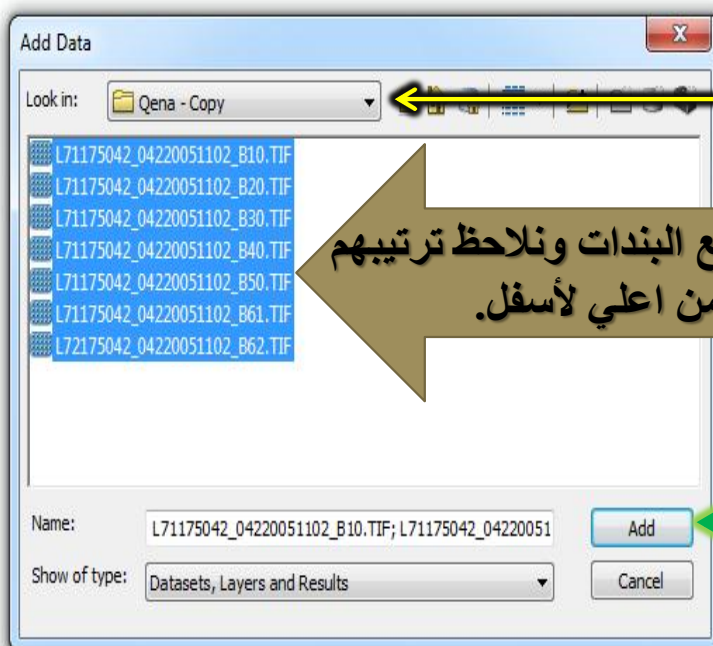 Add Data
Look in:
Qena - Copy
L71175042_04220051102_B10.TIF
L71175042_04220051102_B20.TIF
L71175042_04220051102_B30.TIF
L71175042_04220051102_B40.TIF
L71175042_04220051102_B50.TIF
L71175042_04220051102_B61.TIF
L72175042_04220051102_B62.TIF
ع البندات ونلاحظ ترتيبهم
من اعلي لأسفل.
Name:
L71175042_04220051102_B10.TIF; L71175042_04220051
Add
Show of type:
Datasets, Layers and Results
Cancel